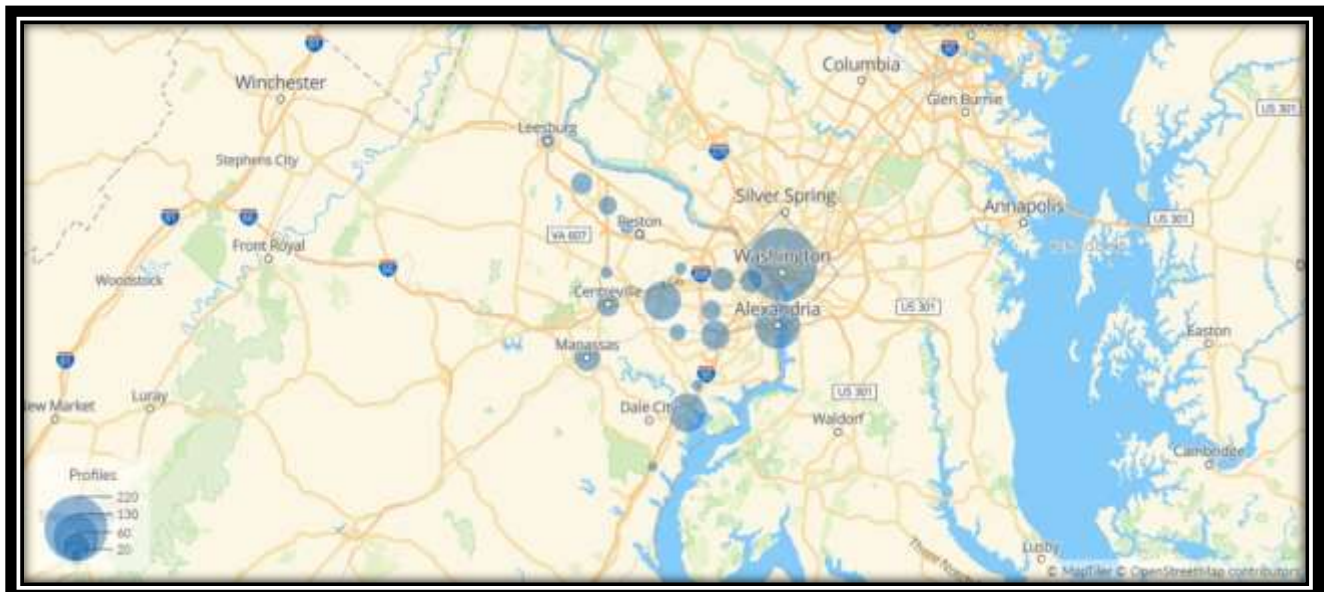 Columbia
Winchester
Glen Burnie
US 301
Leesburg
Stephens City
Silver Spring
Annapolis
US 301
Reston
VA 607
Front Royal
Washington
Woodstock
Centreville
Alexandria
US 301
Easton
Manassas
Luray
New Market
Dale City
US 301
Waldorf
Cambridge
Profiles
220
130
60
20
Lusby
© MapTiler © OpenStreetMap contributors